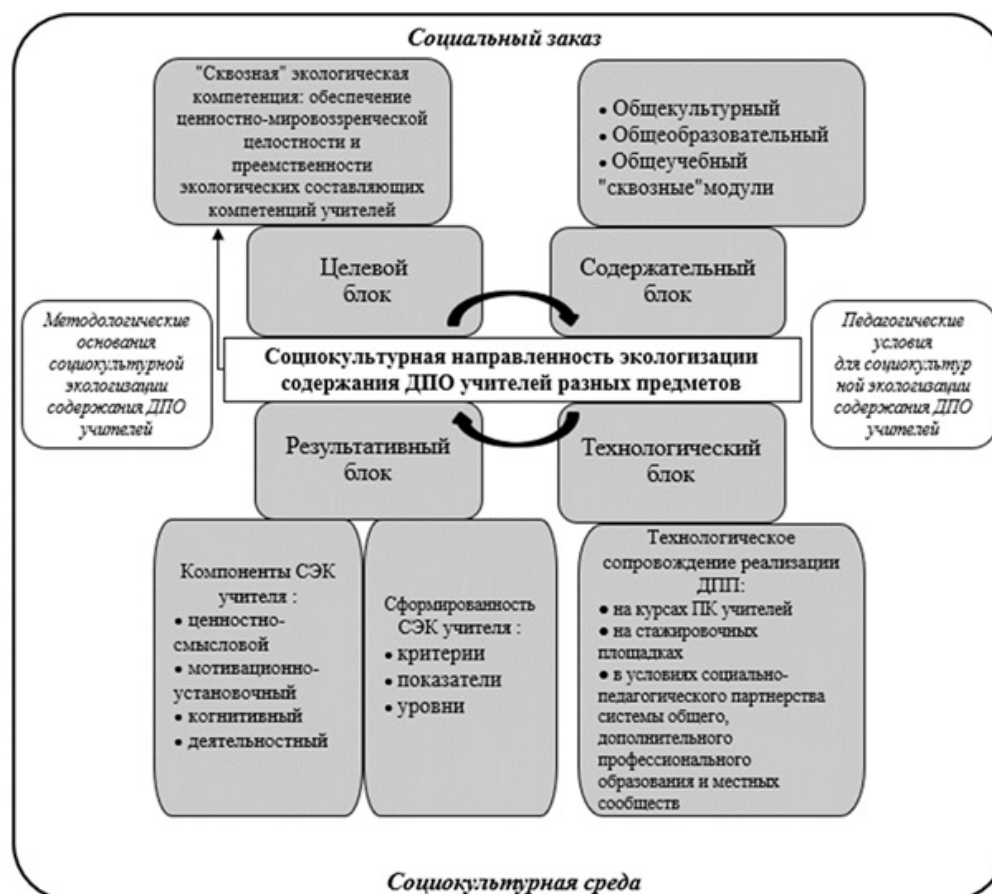 Социальный заказ
"Сквозная" экологическая
компетенция: обеспечение
ценностно-мировоззренческой
целостности и
преемственности
экологических составляющих
компетенций учителей
• Общекультурный
• Общеобразовательный
• Общеучебный
"сквозные"модули
Целевой
блок
Содержательный
блок
Методологические
основания
социокультурной
экологизации
содержания ДПО
учителей
Социокультурная направленность экологизации
содержания ДПО учителей разных предметов
Педагогические
условия
для социокультур
ной экологизации
содержания ДПО
учителей
Результативный
блок
Технологический
блок
Компоненты СЭК
учителя :
• ценностно-
смысловой
• мотивационно-
установочный
• когнитивный
• деятельностный
Сформированность
СЭК учителя :
• критерии
• показатели
• уровни
Технологическое
сопровождение реализации
ДПП:
• на курсах ПК учителей
• на стажировочных
площадках
• в условиях социально-
педагогического партнерства
системы общего,
дополнительного
профессионального
образования и местных
сообществ
Социокультурная среда